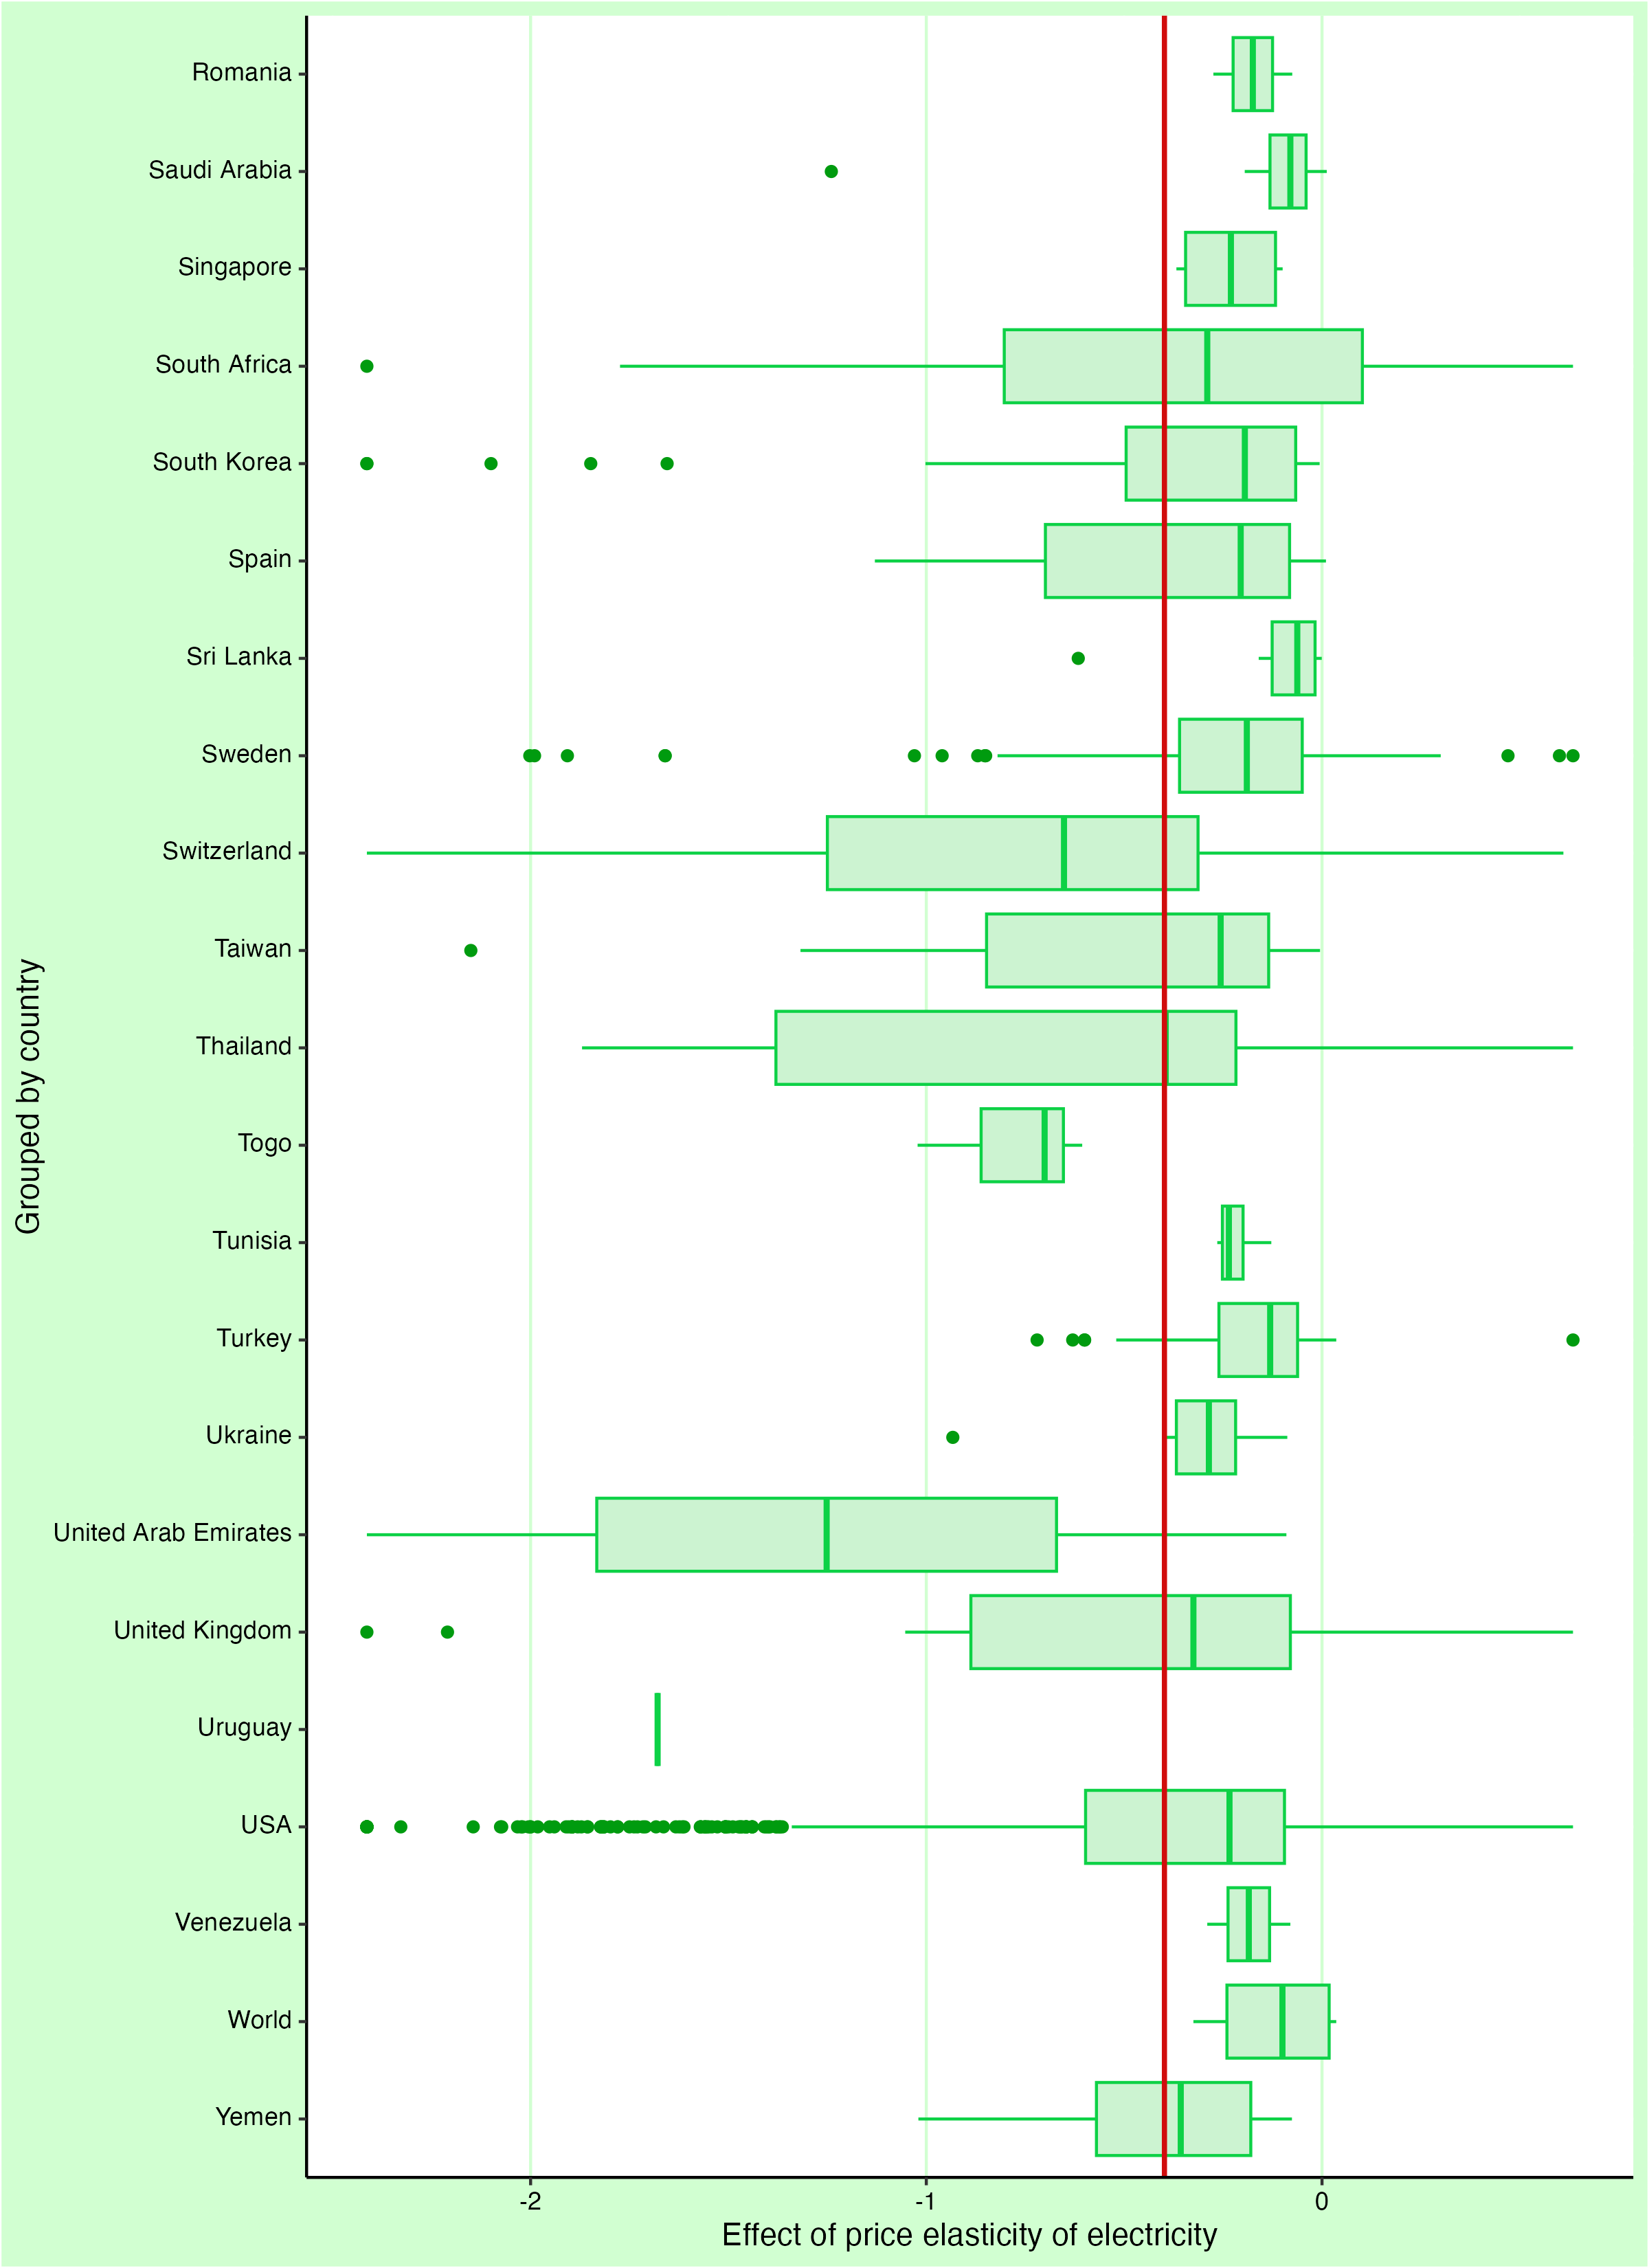 Grouped by country
Romania
Saudi Arabia
Singapore
South Africa
South Korea
Spain
Sri Lanka
Sweden
Switzerland
Taiwan
Thailand
Togo
Tunisia
Turkey
Ukraine
United Arab Emirates
United Kingdom
Uruguay
USA
Venezuela
World
Yemen
-2 -1 0
Effect of price elasticity of electricity